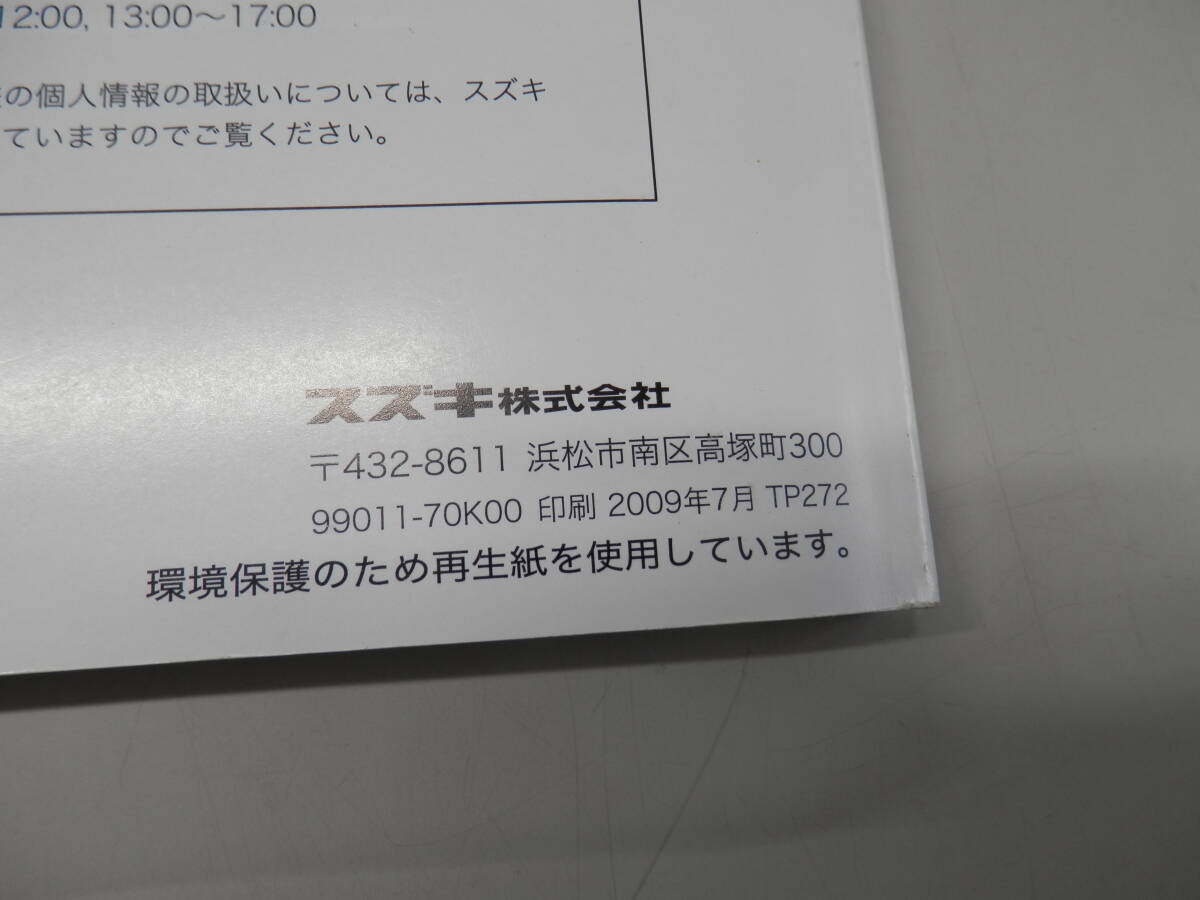 12:00, 13:00〜17:00
の個人情報の取扱いについては、スズキ
ていますのでご覧ください。
スズキ株式会社
〒432-8611 浜松市南区高塚町300
99011-70K00 印刷 2009年7月 TP272
環境保護のため再生紙を使用しています。